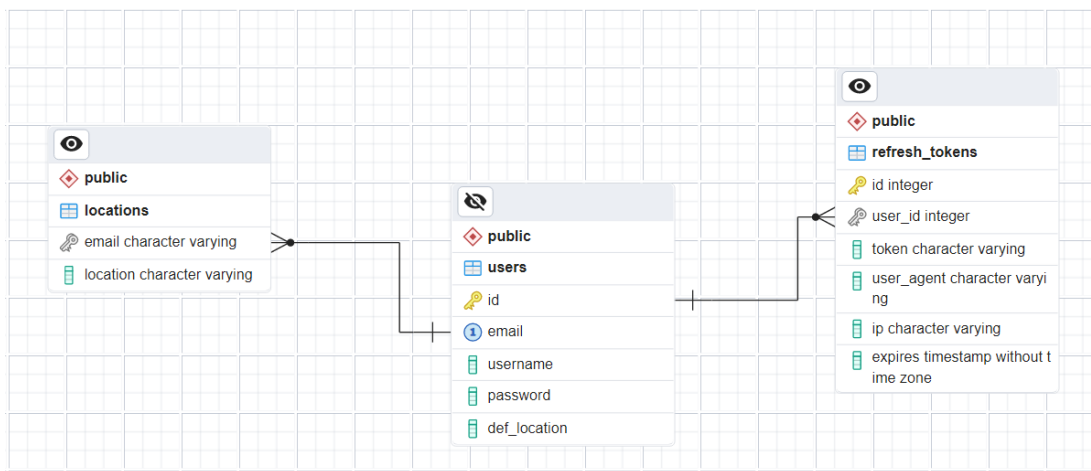 public
locations
email character varying
location character varying
public
users
id
1 email
username
password
def_location
public
refresh_tokens
id integer
user_id integer
token character varying
user_agent character varyi
ng
ip character varying
expires timestamp without t
ime zone